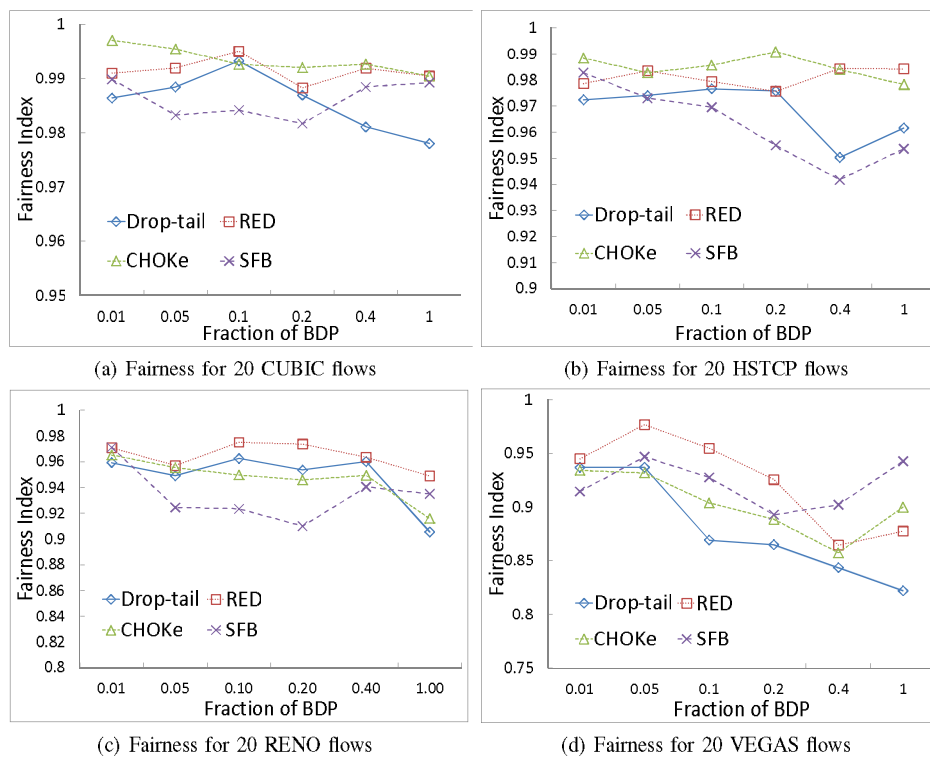 1
0.99
0.98
0.97
0.96
0.95
Fairness Index
Drop-tail
RED
CHOKe
SFB
0.01 0.05 0.1 0.2 0.4 1
Fraction of BDP
(a) Fairness for 20 CUBIC flows
1
0.99
0.98
0.97
0.96
0.95
0.94
0.93
0.92
0.91
0.9
Fairness Index
Drop-tail
RED
CHOKe
SFB
0.01 0.05 0.1 0.2 0.4 1
Fraction of BDP
(b) Fairness for 20 HSTCP flows
1
0.98
0.96
0.94
0.92
0.9
0.88
0.86
0.84
0.82
0.8
Fairness Index
Drop-tail
RED
CHOKe
SFB
0.01 0.05 0.10 0.20 0.40 1.00
Fraction of BDP
(c) Fairness for 20 RENO flows
1
0.95
0.9
0.85
0.8
0.75
Fairness Index
Drop-tail
RED
CHOKe
SFB
0.01 0.05 0.1 0.2 0.4 1
Fraction of BDP
(d) Fairness for 20 VEGAS flows